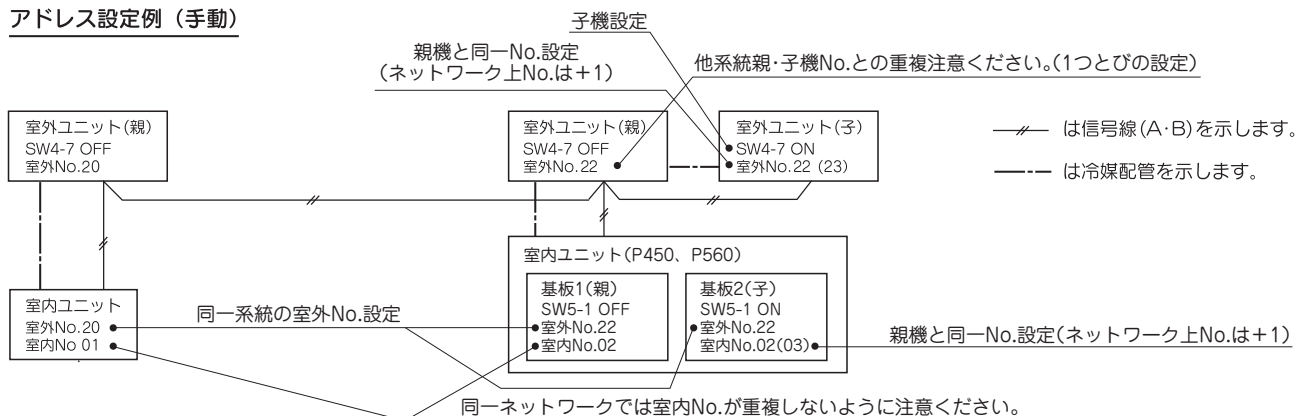 アドレス設定例（手動）
子機設定
親機と同一No.設定
（ネットワーク上No.は＋1）
他系統親・子機No.との重複注意ください。（1つとびの設定）
室外ユニット（親）
SW4-7 OFF
室外No.20
室外ユニット（親）
SW4-7 OFF
室外No.22
室外ユニット（子）
SW4-7 ON
室外No.22 (23)
は信号線（A・B）を示します。
は冷媒配管を示します。
室内ユニット（P450、P560）
室内ユニット
室外No.20
室内No 01
同一系統の室外No.設定
基板1（親）
SW5-1 OFF
室外No.22
室内No.02
基板2（子）
SW5-1 ON
室外No.22
室内No.02(03)
親機と同一No.設定（ネットワーク上No.は＋1）
同一ネットワークでは室内No.が重複しないように注意ください。